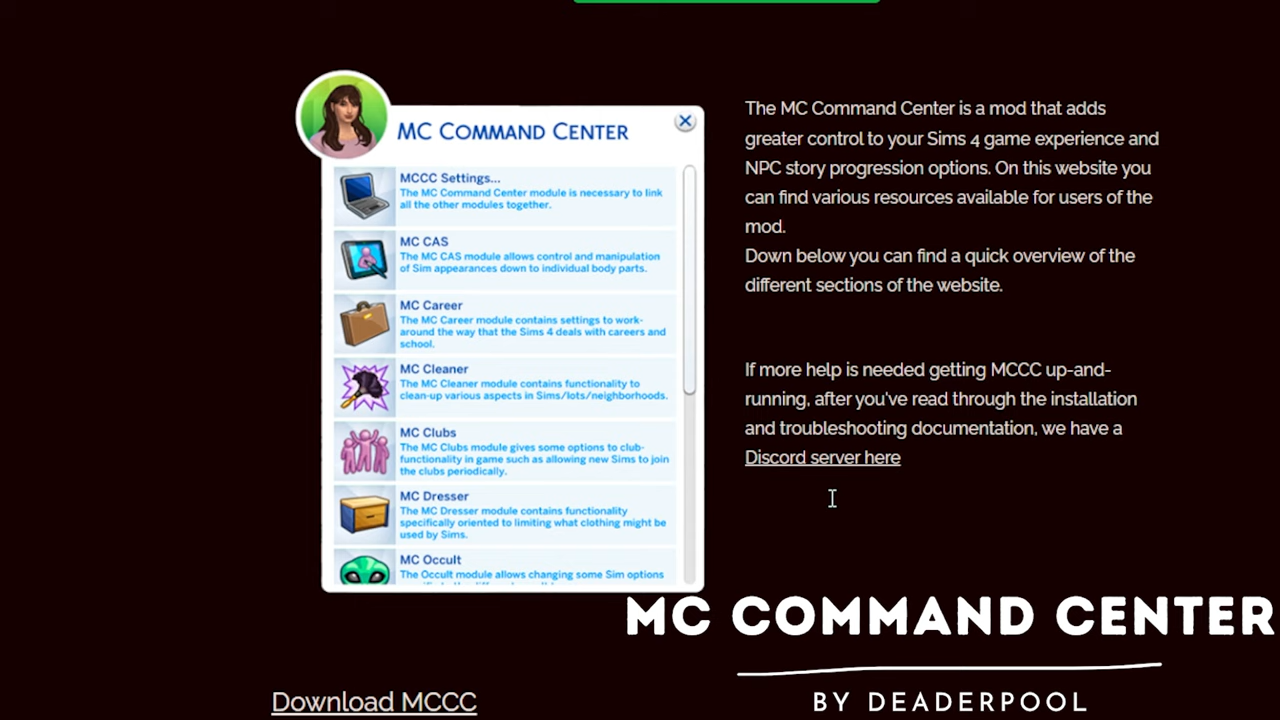 MC COMMAND CENTER
MCCC Settings...
The MC Command Center module is necessary to link
all the other modules together.
MC CAS
The MC CAS module allows control and manipulation
of Sim appearances down to individual body parts.
MC Career
The MC Career module contains settings to work-
around the way that the Sims 4 deals with careers and
school.
MC Cleaner
The MC Cleaner module contains functionality to
clean-up various aspects in Sims/lots/neighborhoods.
MC Clubs
The MC Clubs module gives some options to club-
functionality in game such as allowing new Sims to join
the clubs periodically.
MC Dresser
The MC Dresser module contains functionality
specifically oriented to limiting what clothing might be
used by Sims.
MC Occult
The Occult module allows changing some Sim options
The MC Command Center is a mod that adds
greater control to your Sims 4 game experience and
NPC story progression options. On this website you
can find various resources available for users of the
mod.
Down below you can find a quick overview of the
different sections of the website.
If more help is needed getting MCCC up-and-
running, after you've read through the installation
and troubleshooting documentation, we have a
Discord server here
MC COMMAND CENTER
BY DEADERPOOL
Download MCCC